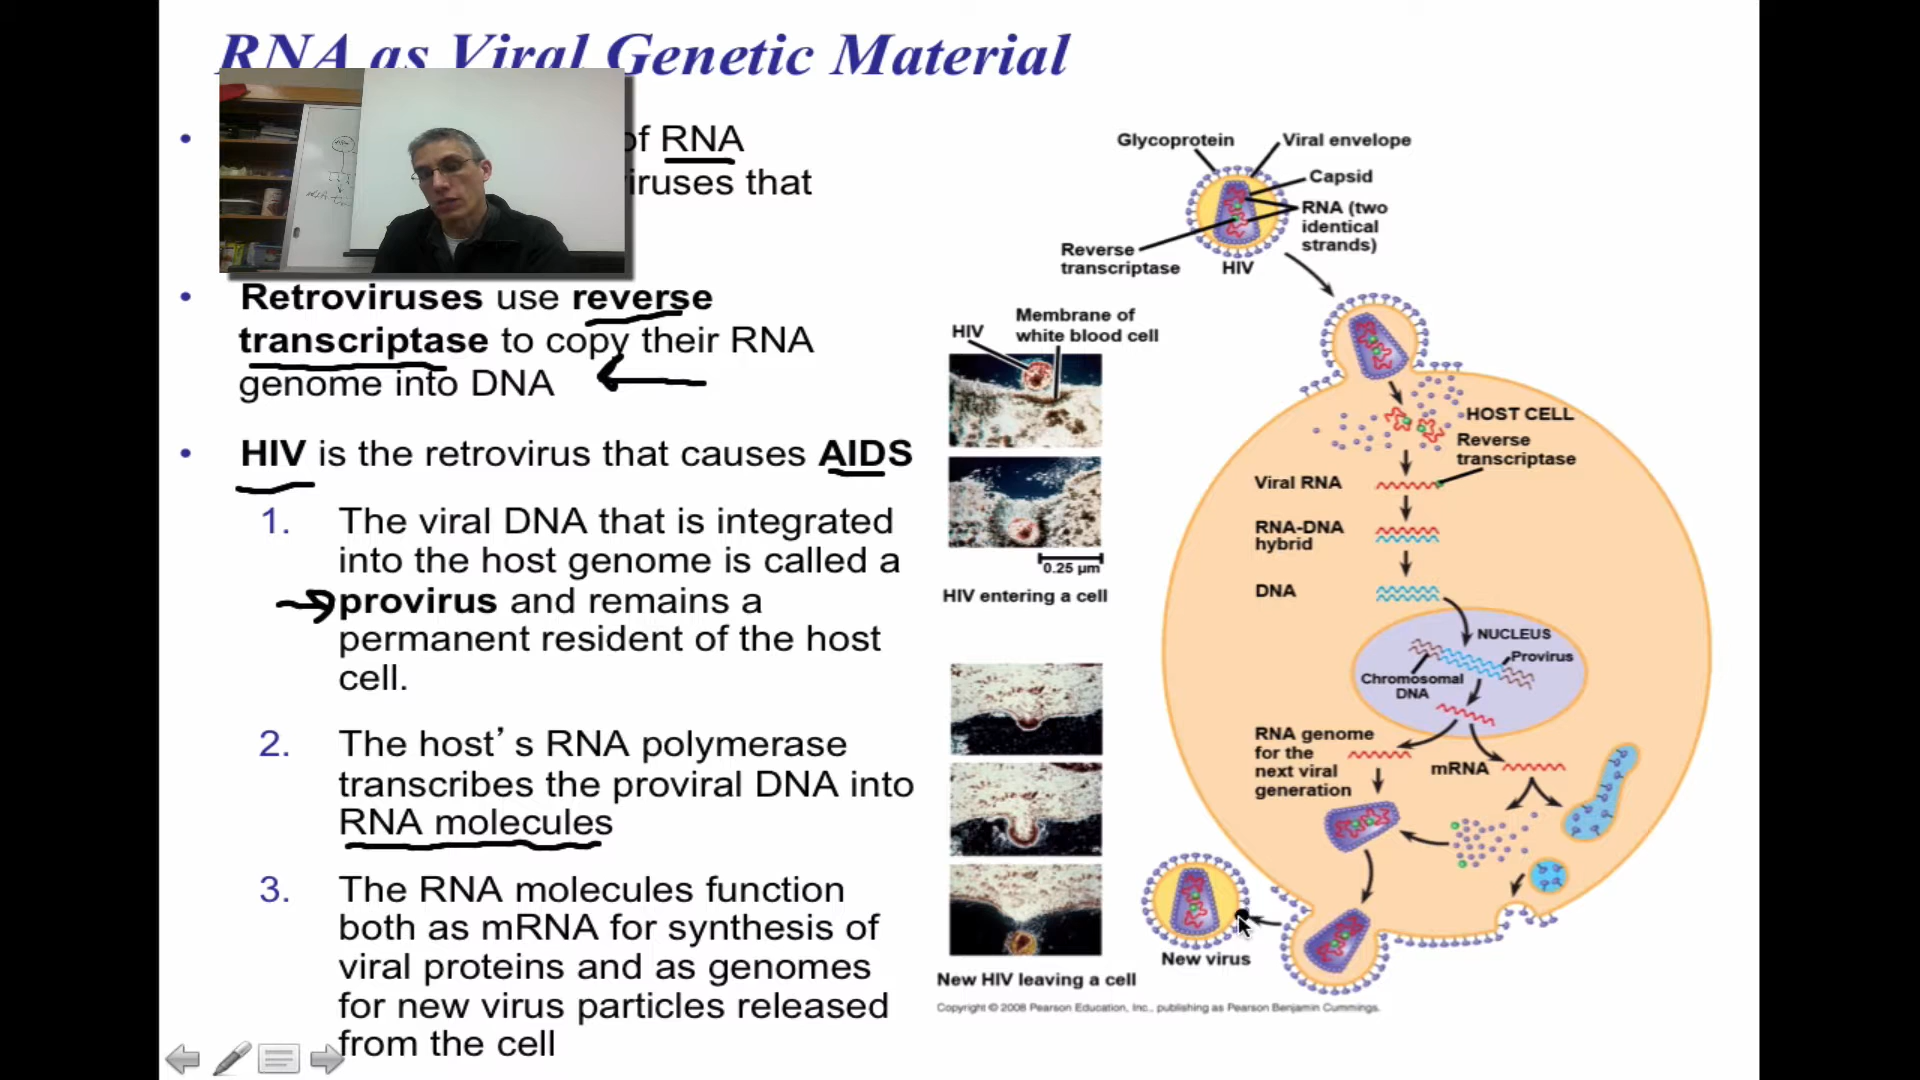 RNA as Viral Genetic Material
of RNA
viruses that
Retroviruses use reverse
transcriptase to copy their RNA
genome into DNA
HIV is the retrovirus that causes AIDS
1. The viral DNA that is integrated
into the host genome is called a
provirus and remains a
permanent resident of the host
cell.
2. The host’s RNA polymerase
transcribes the proviral DNA into
RNA molecules
3. The RNA molecules function
both as mRNA for synthesis of
viral proteins and as genomes
for new virus particles released
from the cell
Glycoprotein
Viral envelope
Capsid
RNA (two
identical
strands)
Reverse
transcriptase
HIV
Membrane of
white blood cell
HIV
0.25 µm
HIV entering a cell
HOST CELL
Reverse
transcriptase
Viral RNA
RNA-DNA
hybrid
DNA
NUCLEUS
Provirus
Chromosomal
DNA
RNA genome
for the
next viral
generation
mRNA
New virus
New HIV leaving a cell
Copyright © 2008 Pearson Education, Inc., publishing as Pearson Benjamin Cummings.